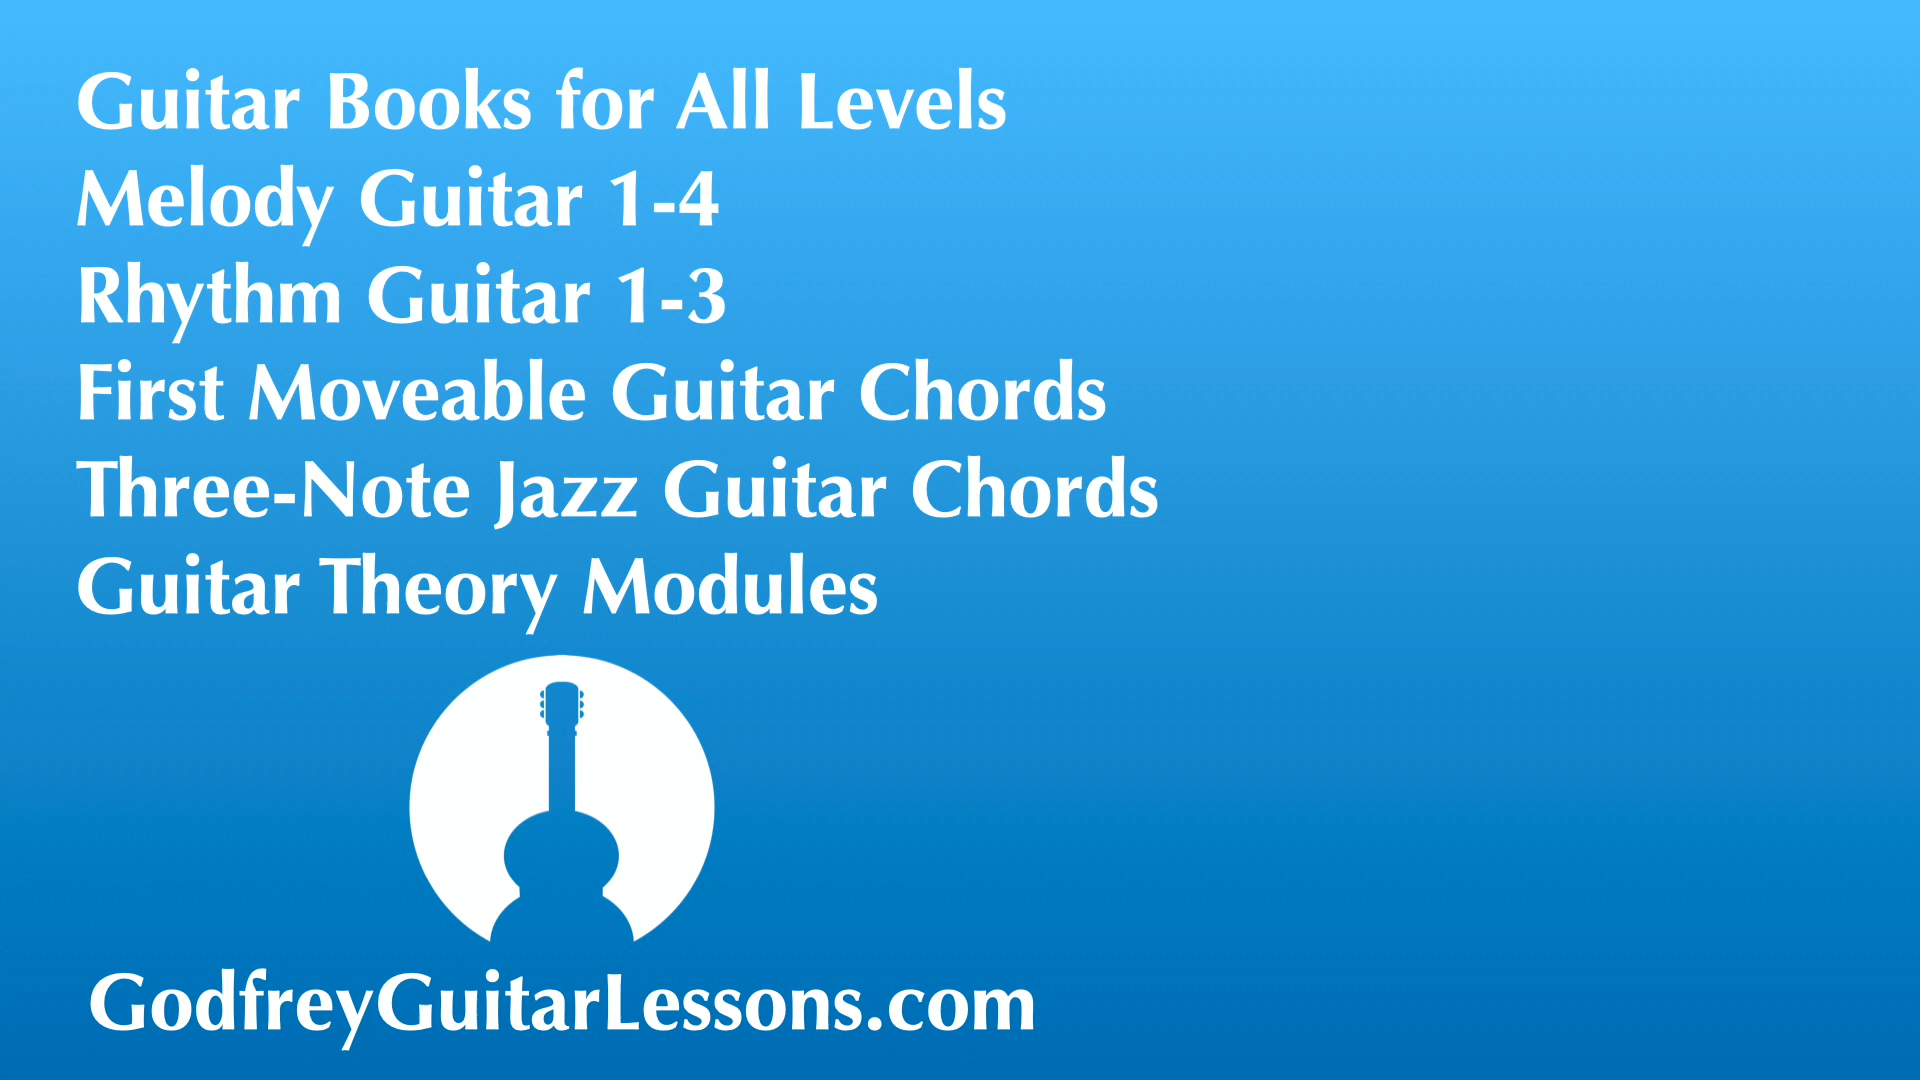 Guitar Books for All Levels
Melody Guitar 1-4
Rhythm Guitar 1-3
First Moveable Guitar Chords
Three-Note Jazz Guitar Chords
Guitar Theory Modules
GodfreyGuitarLessons.com